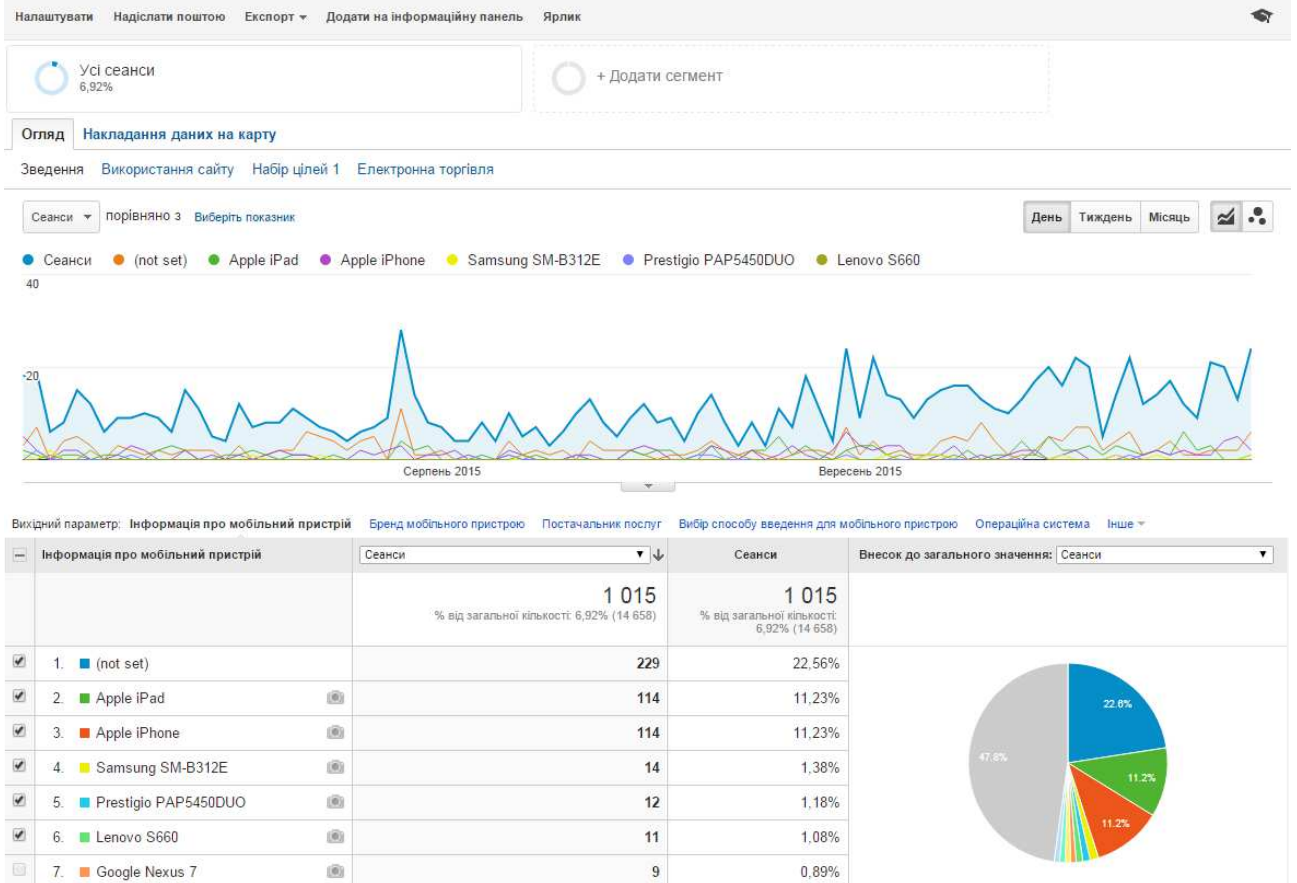 Налаштувати Надіслати поштою Експорт Додати на інформаційну панель Ярлик
Усі сеанси
6,92%
+ Додати сегмент
Огляд Накладання даних на карту
Зведення Використання сайту Набір цілей 1 Електронна торгівля
Сеанси порівняно з Виберіть показник День Тиждень Місяць
Сеанси (not set) Apple iPad Apple iPhone Samsung SM-B312E Prestigio PAP5450DUO Lenovo S660
40
20
Серпень 2015 Вересень 2015
Вихідний параметр: Інформація про мобільний пристрій Бренд мобільного пристрою Постачальник послуг Вибір способу введення для мобільного пристрою Операційна система Інше
Інформація про мобільний пристрій Сеанси Сеанси Внесок до загального значення: Сеанси
1 015 1 015
% від загальної кількості: 6,92% (14 658) % від загальної кількості:
6,92% (14 658)
1. (not set) 229 22,56%
2. Apple iPad 114 11,23%
3. Apple iPhone 114 11,23%
4. Samsung SM-B312E 14 1,38%
5. Prestigio PAP5450DUO 12 1,18%
6. Lenovo S660 11 1,08%
7. Google Nexus 7 9 0,89%
22.6%
47.8%
11.2%
11.2%